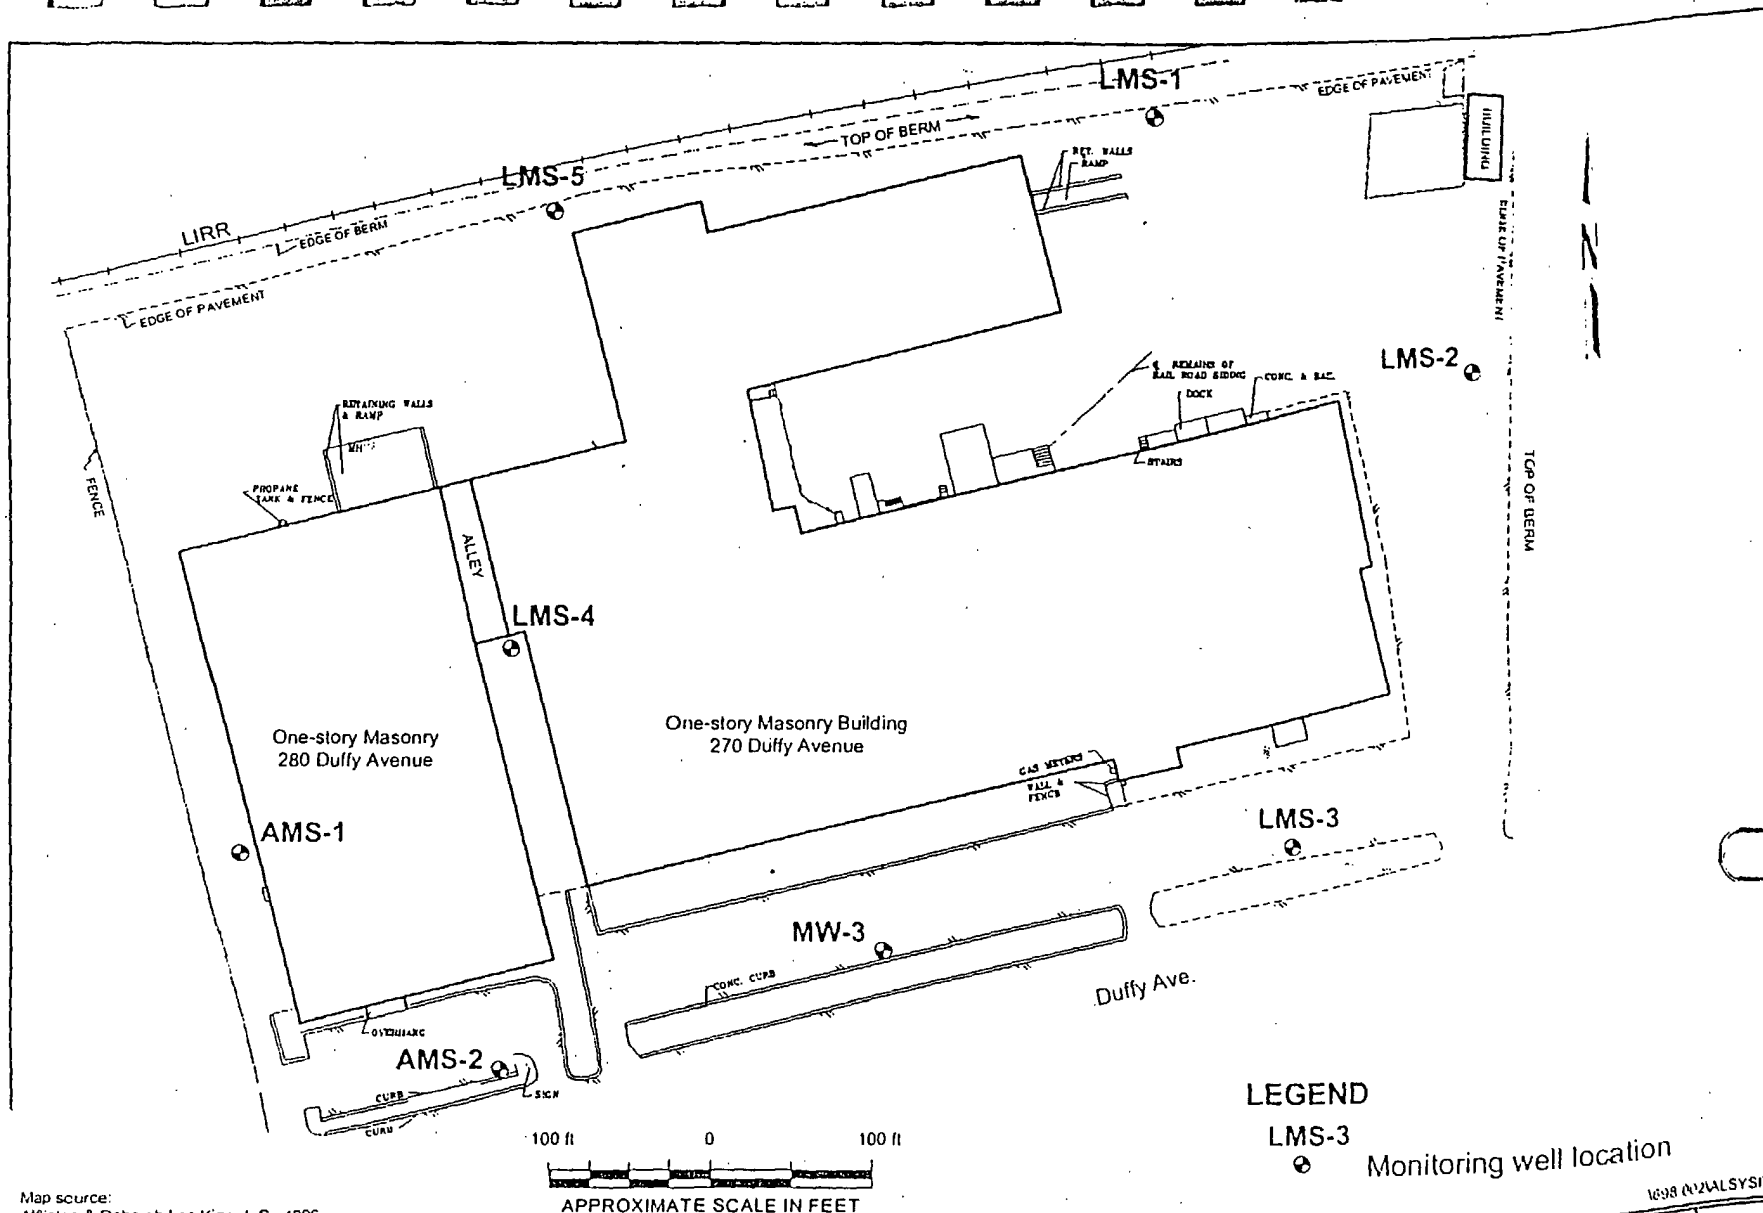 LMS-1
EDGE OF PAVEMENT
BUILDING
TOP OF BERM
RET. WALLS
RAMP
LMS-5
LIRR
EDGE OF BERM
EDGE OF PAVEMENT
EDGE OF PAVEMENT
N
LMS-2
REMAINS OF
RAIL ROAD SIDING
CONC. & RAI.
DOCK
STAIRS
RETAINING WALLS
& RAMP
MH
FENCE
PROPANE
TANK & FENCE
TOP OF BERM
ALLEY
LMS-4
One-story Masonry
280 Duffy Avenue
One-story Masonry Building
270 Duffy Avenue
GAS METERS
WALL &
FENCE
AMS-1
LMS-3
MW-3
CONC. CURB
Duffy Ave.
OVERHANG
AMS-2
CURB
SIGN
CURB
LEGEND
LMS-3
Monitoring well location
100 ft 0 100 ft
APPROXIMATE SCALE IN FEET
Map source: